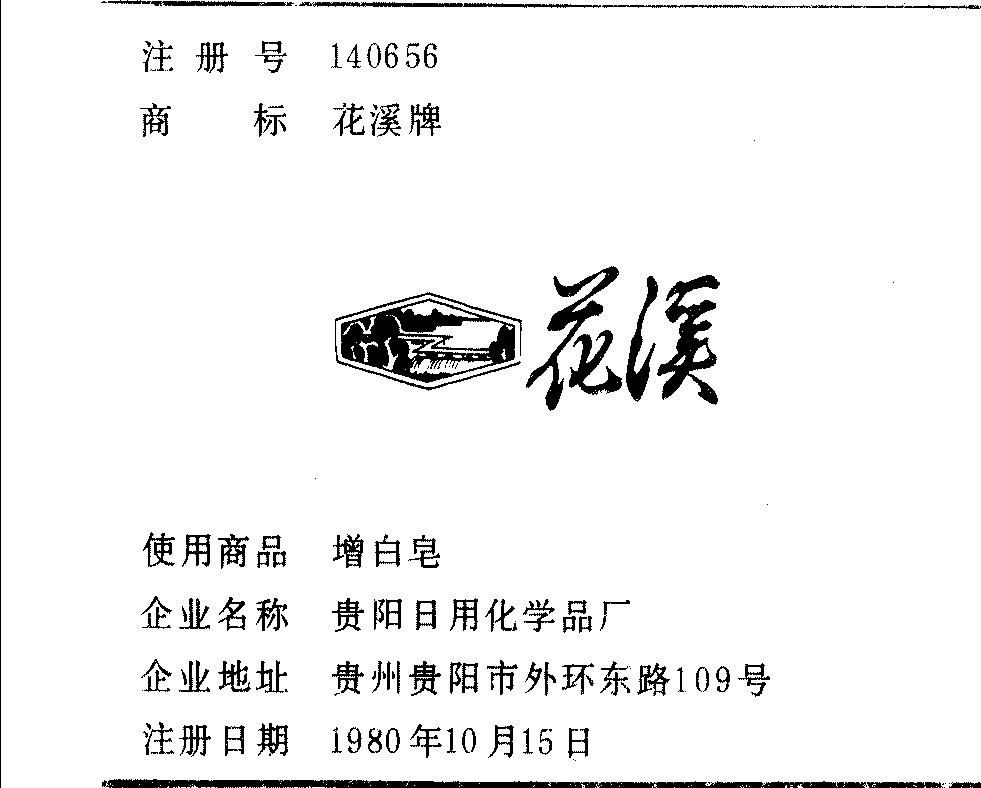 注册号 140656
商标 花溪牌
花溪
使用商品 增白皂
企业名称 贵阳日用化学品厂
企业地址 贵州贵阳市外环东路109号
注册日期 1980年10月15日